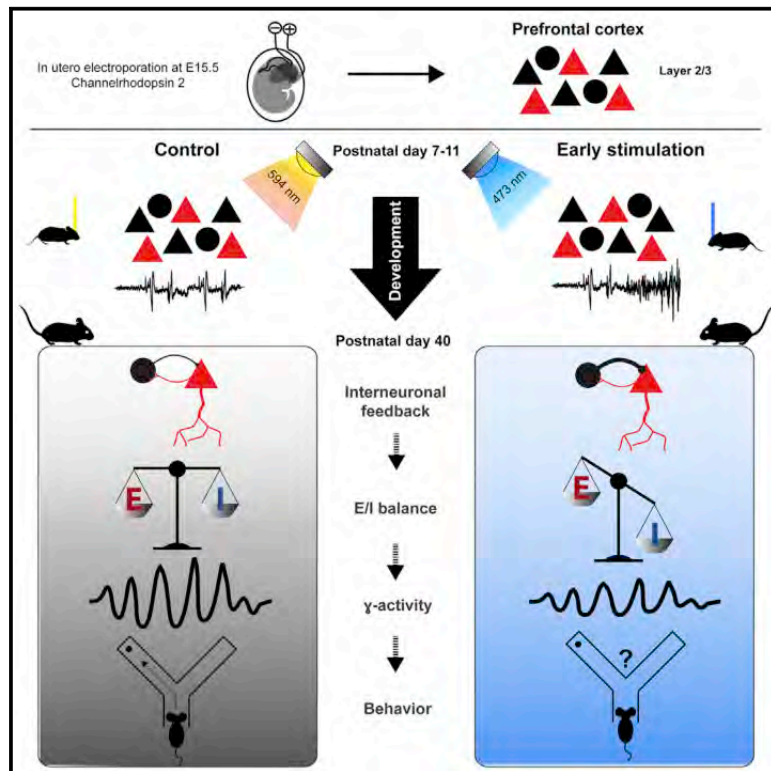 In utero electroporation at E15.5
Channelrhodopsin 2
Prefrontal cortex
Layer 2/3
Control
Postnatal day 7-11
Early stimulation
594 nm
473 nm
Development
Postnatal day 40
Interneuronal
feedback
E I
E/I balance
E I
ɣ-activity
?
Behavior